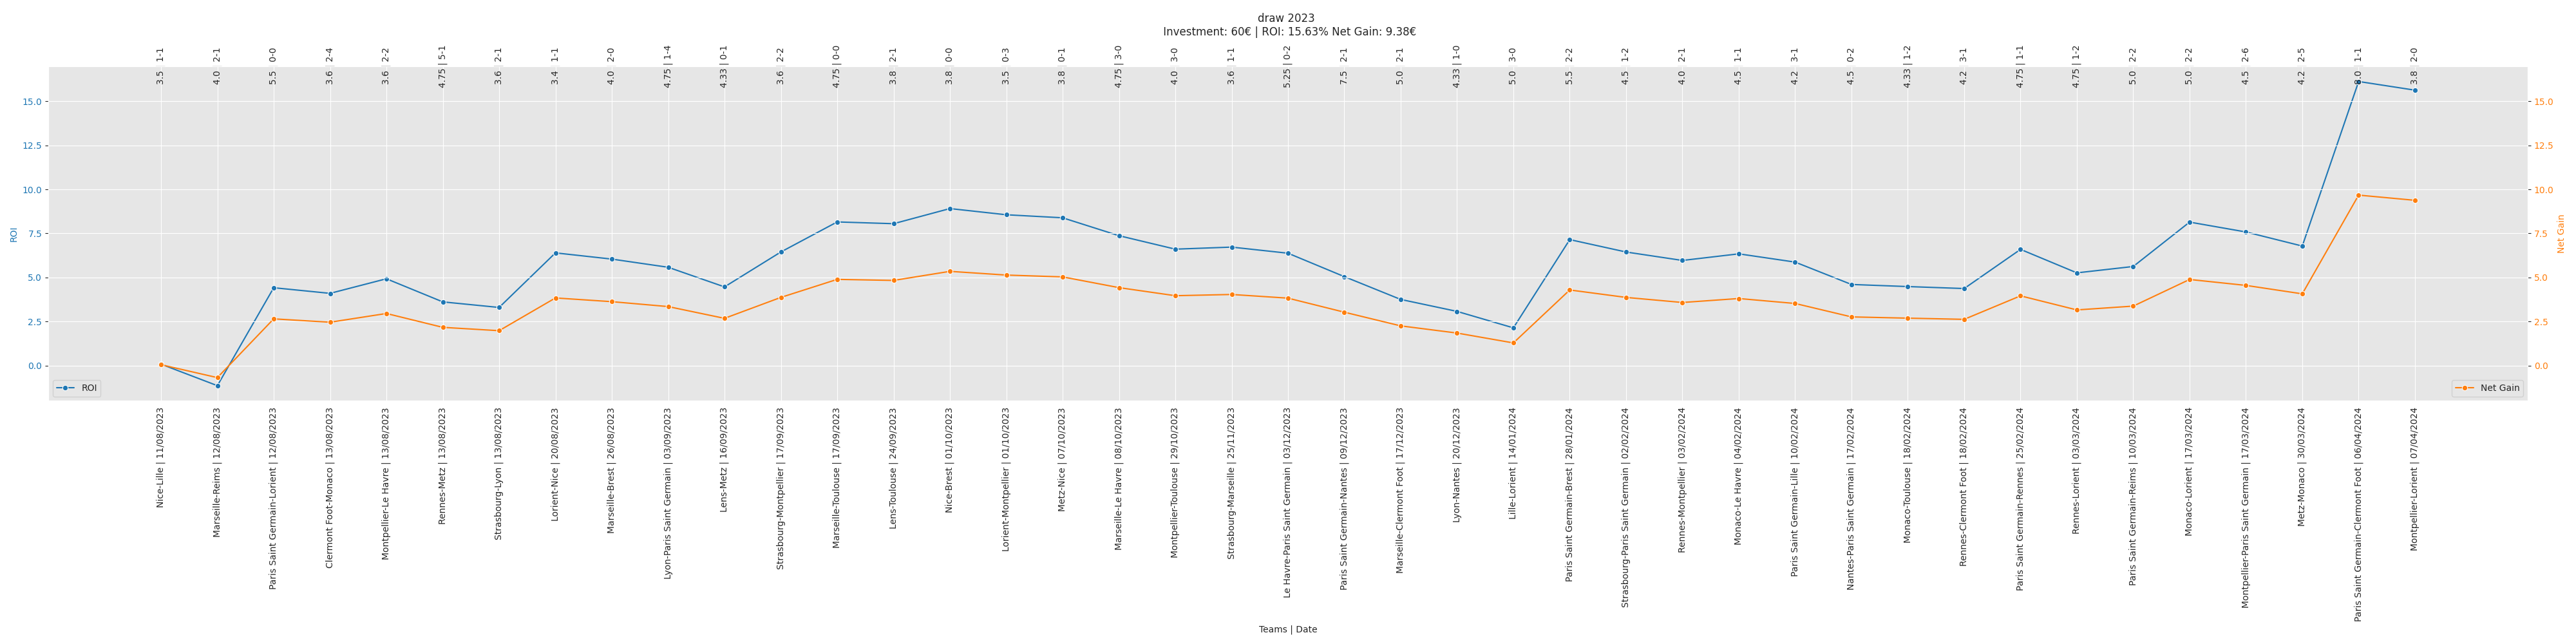 draw 2023
Investment: 60€ | ROI: 15.63% Net Gain: 9.38€
3.5 | 1-1
4.0 | 2-1
5.5 | 0-0
3.6 | 2-4
3.6 | 2-2
4.75 | 5-1
3.6 | 2-1
3.4 | 1-1
4.0 | 2-0
4.75 | 1-4
4.33 | 0-1
3.6 | 2-2
4.75 | 0-0
3.8 | 2-1
3.8 | 0-0
3.5 | 0-3
3.8 | 0-1
4.75 | 3-0
4.0 | 3-0
3.6 | 1-1
5.25 | 0-2
7.5 | 2-1
5.0 | 2-1
4.33 | 1-0
5.0 | 3-0
5.5 | 2-2
4.5 | 1-2
4.0 | 2-1
4.5 | 1-1
4.2 | 3-1
4.5 | 0-2
4.33 | 1-2
4.2 | 3-1
4.75 | 1-1
4.75 | 1-2
5.0 | 2-2
5.0 | 2-2
4.5 | 2-6
4.2 | 2-5
8.0 | 1-1
3.8 | 2-0
ROI
15.0
12.5
10.0
7.5
5.0
2.5
0.0
ROI
15.0
12.5
10.0
7.5
5.0
2.5
0.0
Net Gain
Net Gain
Nice-Lille | 11/08/2023
Marseille-Reims | 12/08/2023
Paris Saint Germain-Lorient | 12/08/2023
Clermont Foot-Monaco | 13/08/2023
Montpellier-Le Havre | 13/08/2023
Rennes-Metz | 13/08/2023
Strasbourg-Lyon | 13/08/2023
Lorient-Nice | 20/08/2023
Marseille-Brest | 26/08/2023
Lyon-Paris Saint Germain | 03/09/2023
Lens-Metz | 16/09/2023
Strasbourg-Montpellier | 17/09/2023
Marseille-Toulouse | 17/09/2023
Lens-Toulouse | 24/09/2023
Nice-Brest | 01/10/2023
Lorient-Montpellier | 01/10/2023
Metz-Nice | 07/10/2023
Marseille-Le Havre | 08/10/2023
Montpellier-Toulouse | 29/10/2023
Strasbourg-Marseille | 25/11/2023
Le Havre-Paris Saint Germain | 03/12/2023
Paris Saint Germain-Nantes | 09/12/2023
Marseille-Clermont Foot | 17/12/2023
Lyon-Nantes | 20/12/2023
Lille-Lorient | 14/01/2024
Paris Saint Germain-Brest | 28/01/2024
Strasbourg-Paris Saint Germain | 02/02/2024
Rennes-Montpellier | 03/02/2024
Monaco-Le Havre | 04/02/2024
Paris Saint Germain-Lille | 10/02/2024
Nantes-Paris Saint Germain | 17/02/2024
Monaco-Toulouse | 18/02/2024
Rennes-Clermont Foot | 18/02/2024
Paris Saint Germain-Rennes | 25/02/2024
Rennes-Lorient | 03/03/2024
Paris Saint Germain-Reims | 10/03/2024
Monaco-Lorient | 17/03/2024
Montpellier-Paris Saint Germain | 17/03/2024
Metz-Monaco | 30/03/2024
Paris Saint Germain-Clermont Foot | 06/04/2024
Montpellier-Lorient | 07/04/2024
Teams | Date